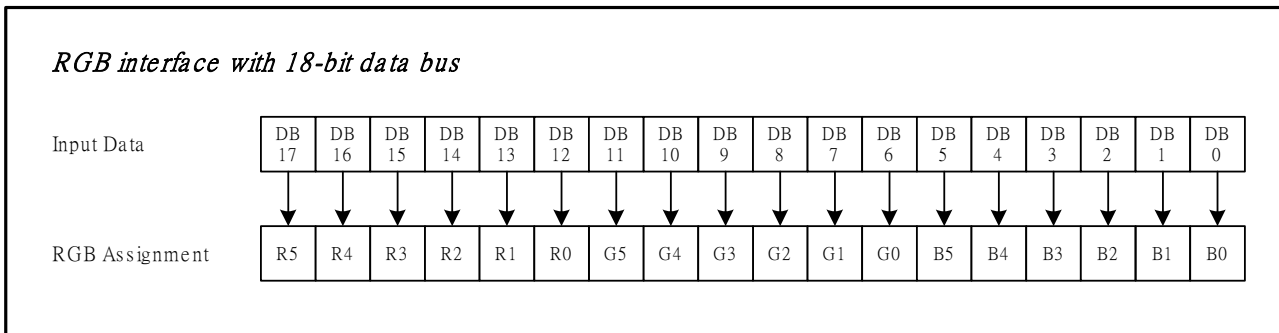 RGB interface with 18-bit data bus
Input Data
DB 17 DB 16 DB 15 DB 14 DB 13 DB 12 DB 11 DB 10 DB 9 DB 8 DB 7 DB 6 DB 5 DB 4 DB 3 DB 2 DB 1 DB 0
RGB Assignment
R5 R4 R3 R2 R1 R0 G5 G4 G3 G2 G1 G0 B5 B4 B3 B2 B1 B0